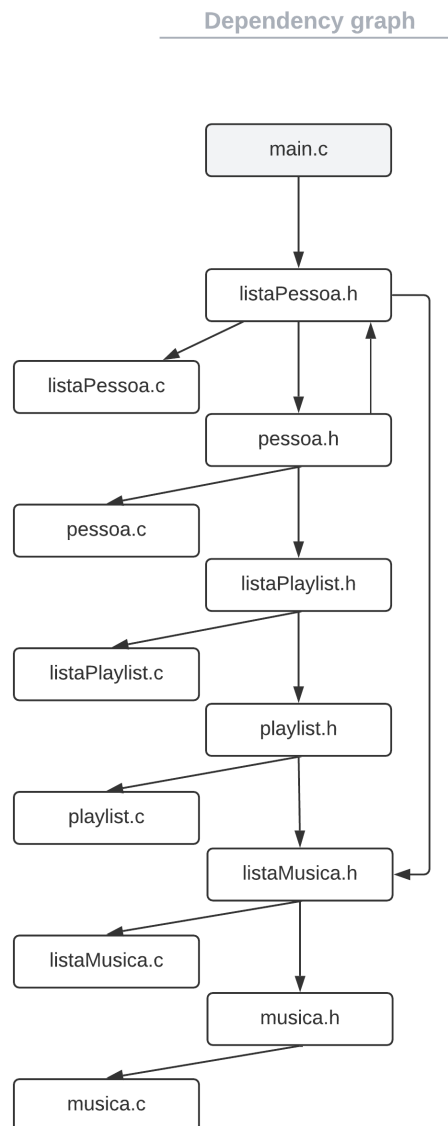 Dependency graph
main.c
listaPessoa.h
listaPessoa.c
pessoa.h
pessoa.c
listaPlaylist.h
listaPlaylist.c
playlist.h
playlist.c
listaMusica.h
listaMusica.c
musica.h
musica.c